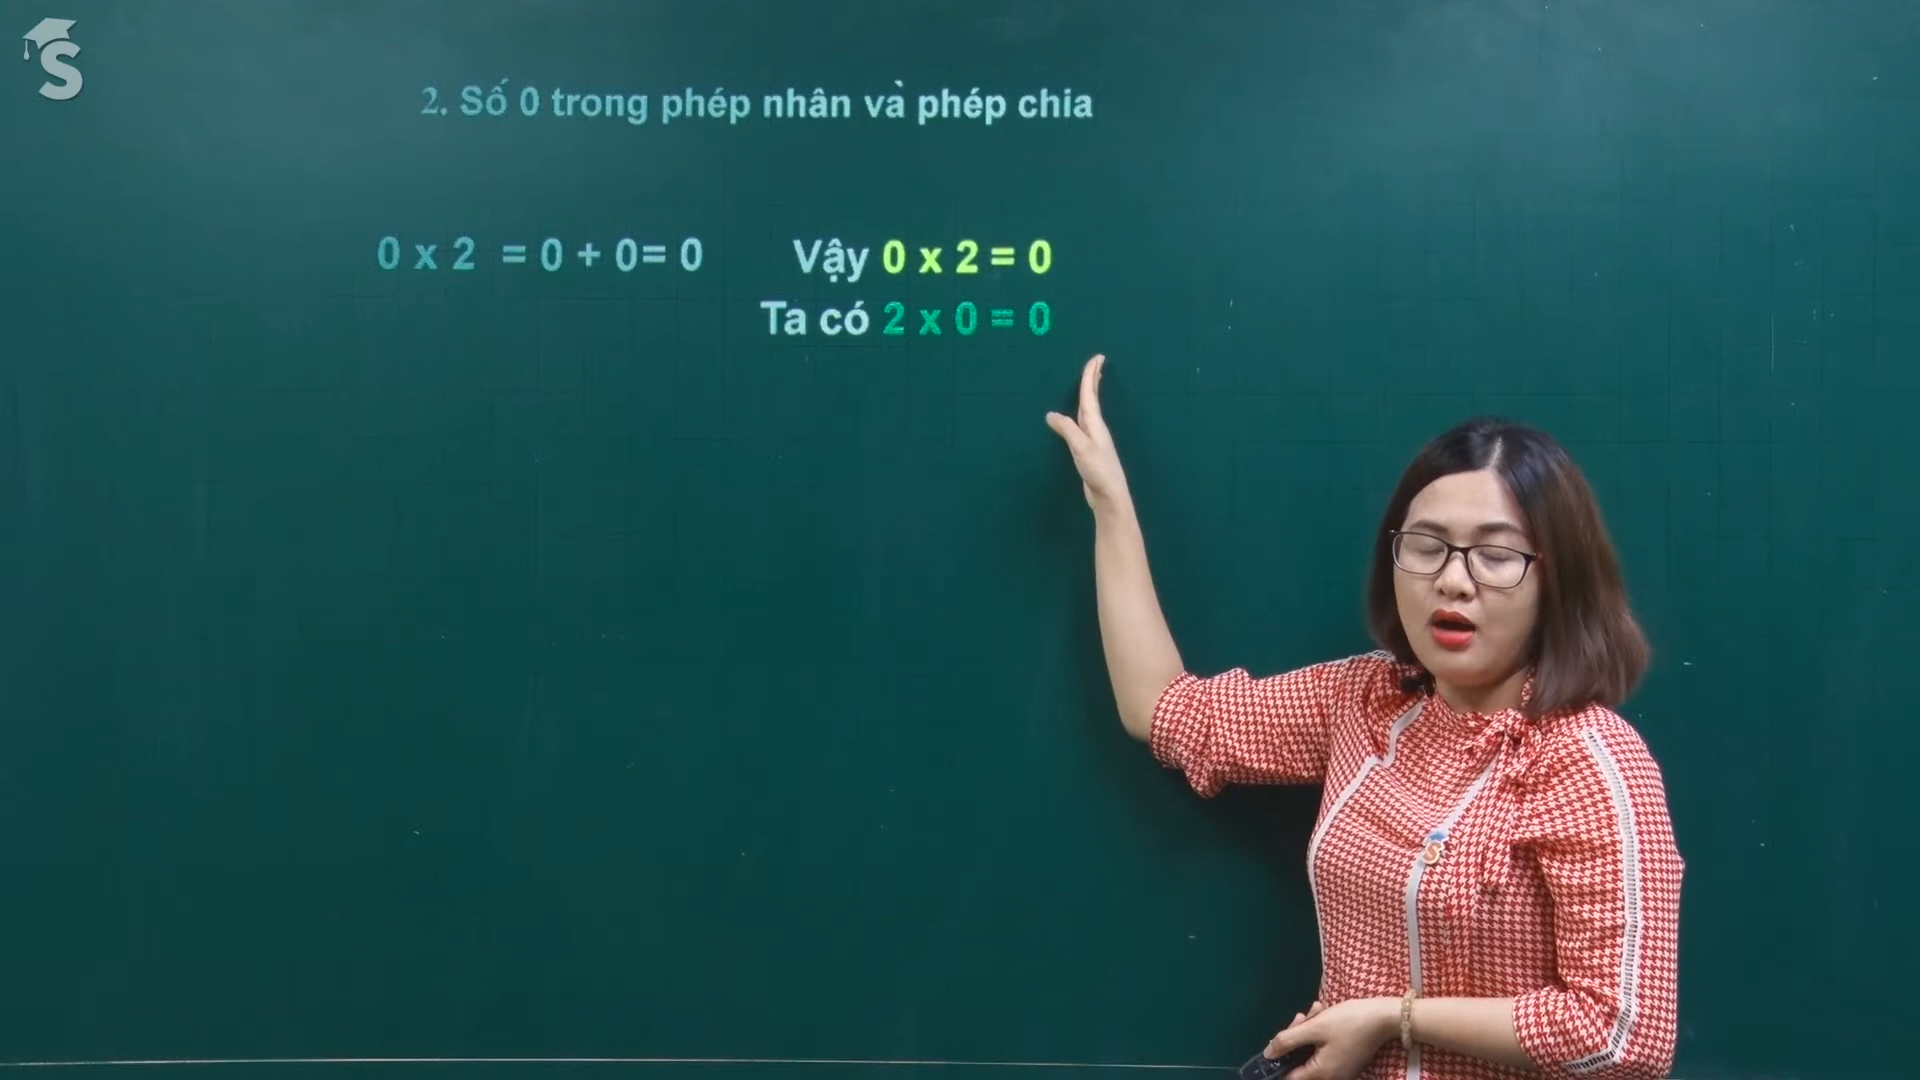 S
2. Số 0 trong phép nhân và phép chia
0 x 2 = 0 + 0= 0
Vậy 0 x 2 = 0
Ta có 2 x 0 = 0
S